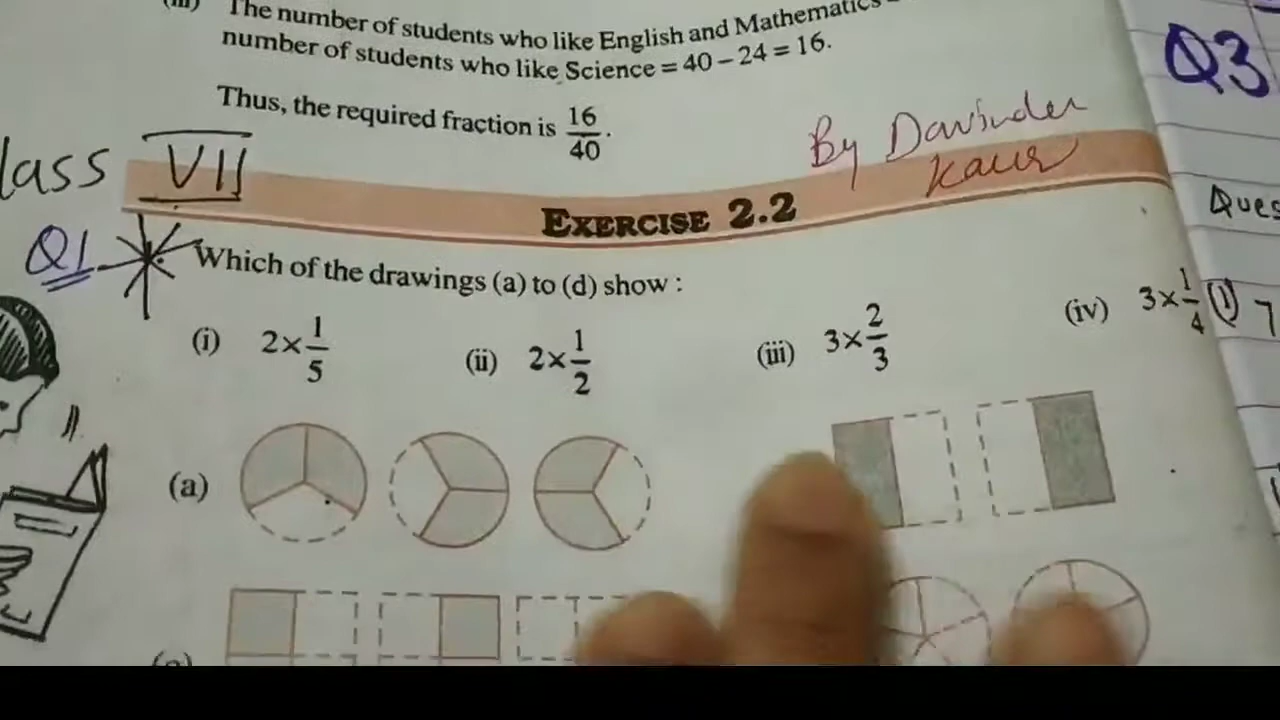 (iii) The number of students who like English and Mathematics =
number of students who like Science = 40 – 24 = 16.
Thus, the required fraction is 16/40.
lass VII
By Davinder
Kaur
Q3
EXERCISE 2.2
Ques
Q1
Which of the drawings (a) to (d) show :
(i) 2×1/5 (ii) 2×1/2 (iii) 3×2/3 (iv) 3×1/4
(1) 7
(a)